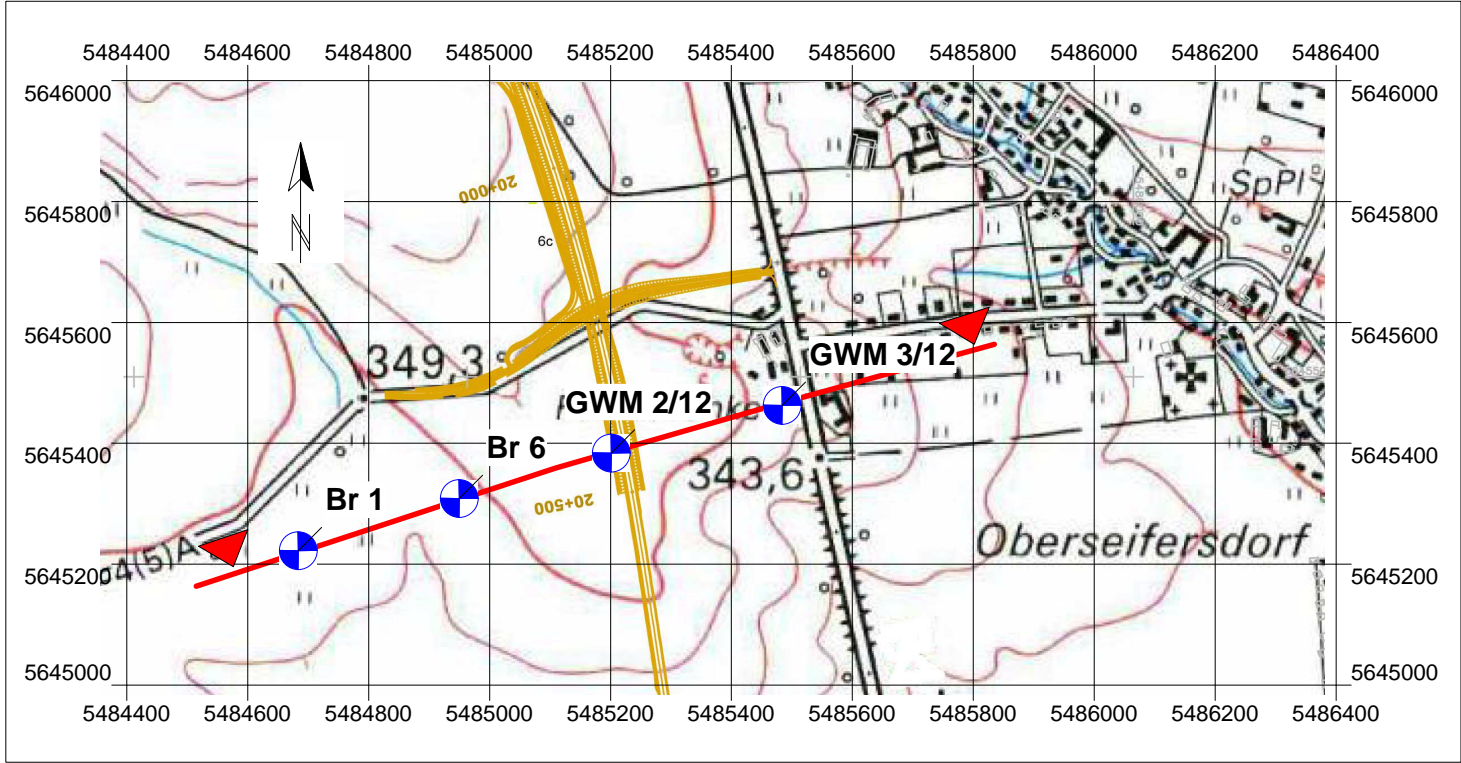 5484400 5484600 5484800 5485000 5485200 5485400 5485600 5485800 5486000 5486200 5486400
5646000 5646000
SpPl
20+000
5645800 5645800
6c
N
5645600 5645600
349,3
GWM 3/12
GWM 2/12
Br 6
5645400 5645400
343,6
Br 1
20+500
Oberseifersdorf
4(5)A
5645200 5645200
5645000 5645000
5484400 5484600 5484800 5485000 5485200 5485400 5485600 5485800 5486000 5486200 5486400